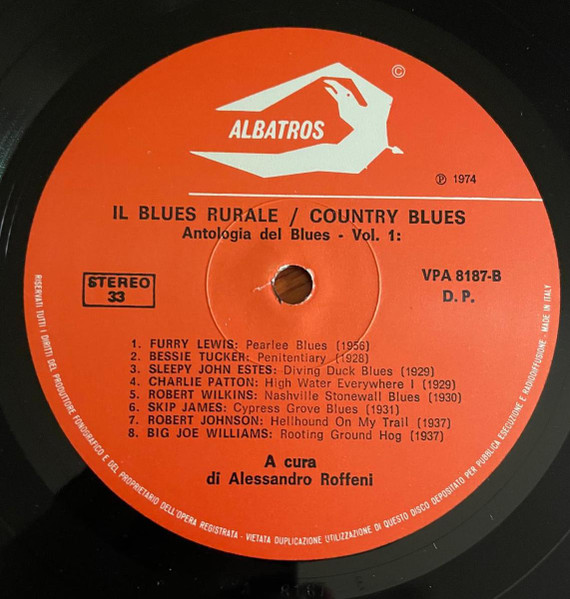 ©
ALBATROS
℗ 1974
IL BLUES RURALE / COUNTRY BLUES
Antologia del Blues - Vol. 1:
STEREO
33
VPA 8187-B
D. P.
1. FURRY LEWIS: Pearlee Blues (1956)
2. BESSIE TUCKER: Penitentiary (1928)
3. SLEEPY JOHN ESTES: Diving Duck Blues (1929)
4. CHARLIE PATTON: High Water Everywhere I (1929)
5. ROBERT WILKINS: Nashville Stonewall Blues (1930)
6. SKIP JAMES: Cypress Grove Blues (1931)
7. ROBERT JOHNSON: Hellhound On My Trail (1937)
8. BIG JOE WILLIAMS: Rooting Ground Hog (1937)
A cura
di Alessandro Roffeni
RISERVATI TUTTI I DIRITTI DEL PRODUTTORE FONOGRAFICO E DEL PROPRIETARIO DELL'OPERA REGISTRATA - VIETATA DUPLICAZIONE UTILIZZAZIONE DI QUESTO DISCO DEPOSITATO PER PUBBLICA ESECUZIONE E RADIODIFFUSIONE . MADE IN ITALY